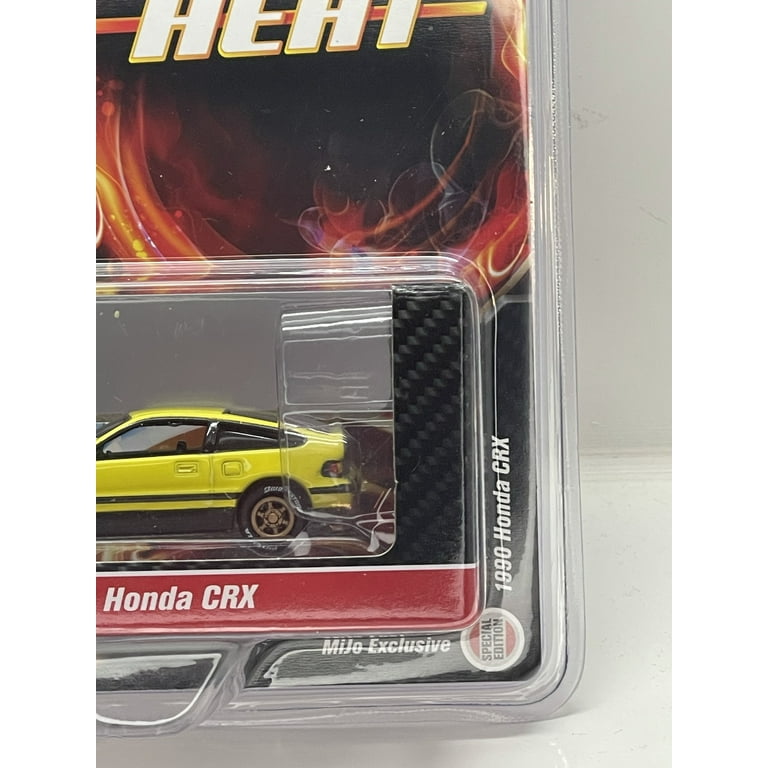 HEAT
1990 Honda CRX
Honda CRX
MiJo Exclusive
SPECIAL
EDITION